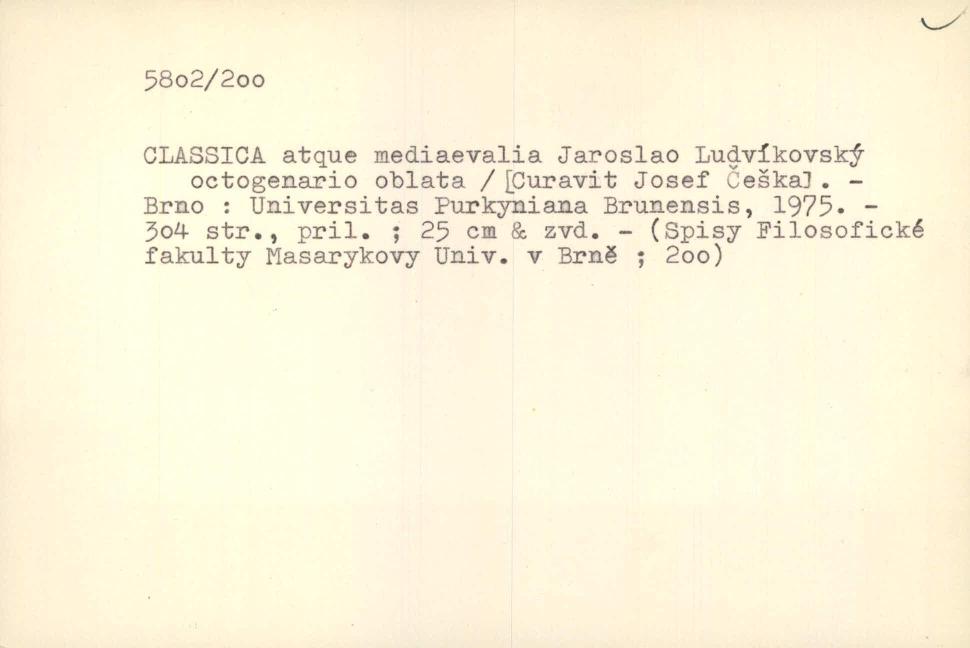 58o2/2oo
CLASSICA atque mediaevalia Jaroslao Ludvíkovský
octogenario oblata / [Curavit Josef Češka]. -
Brno : Universitas Purkyniana Brunensis, 1975. -
3o4 str., pril. ; 25 cm & zvd. - (Spisy Filosofické
fakulty Masarykovy Univ. v Brně ; 2oo)